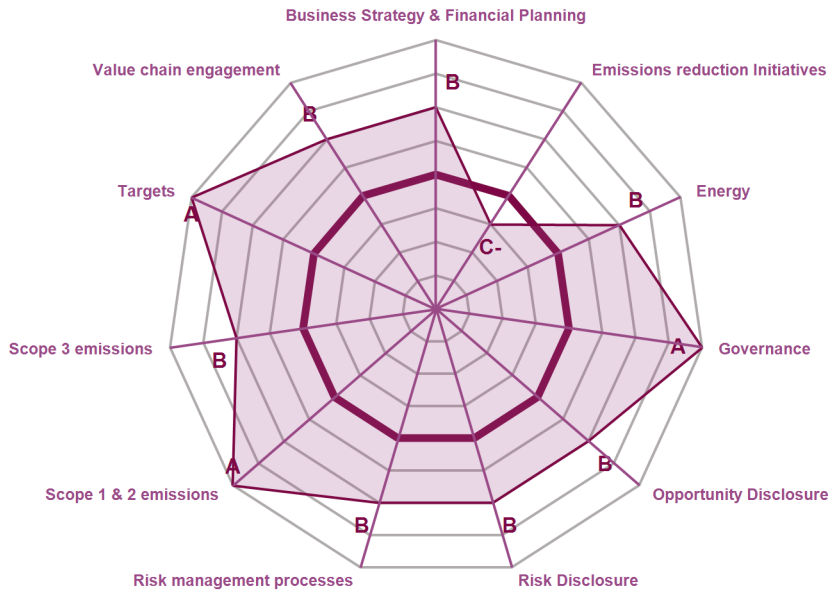 Business Strategy & Financial Planning
Value chain engagement
Emissions reduction Initiatives
B
B
Targets
Energy
B
A
C-
Scope 3 emissions
Governance
B
A
Scope 1 & 2 emissions
Opportunity Disclosure
A
B
B
B
Risk management processes
Risk Disclosure